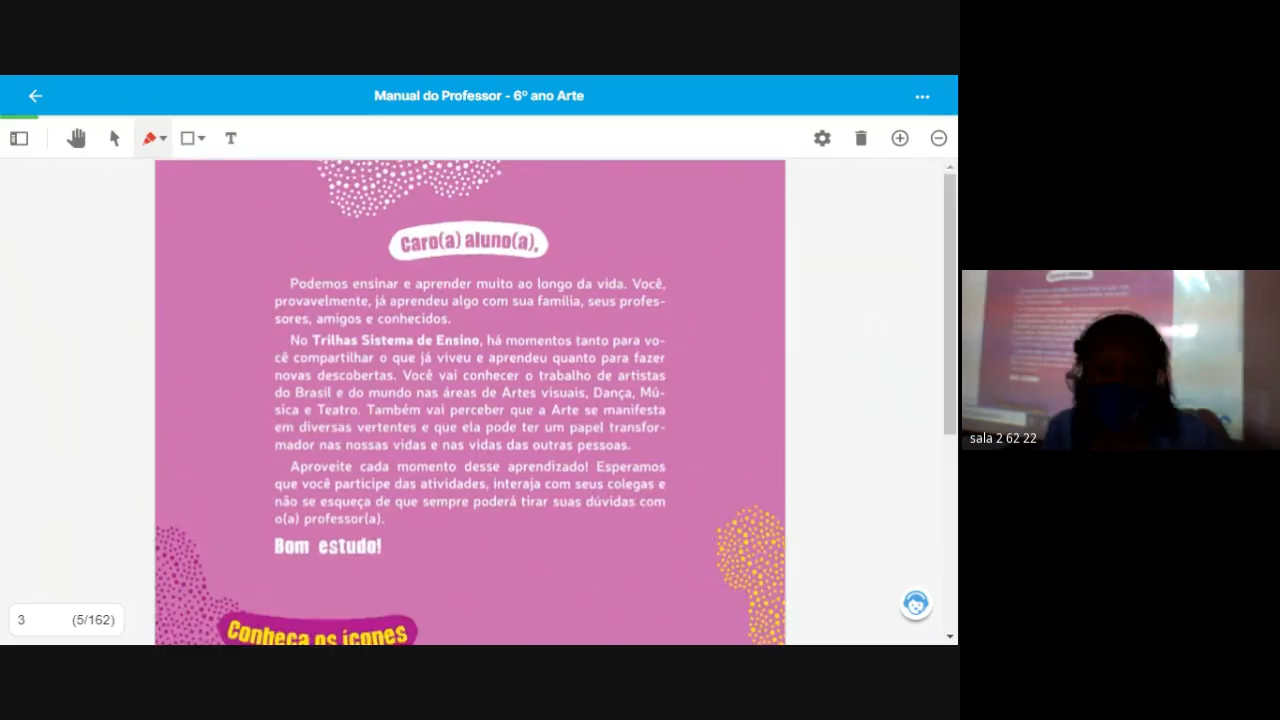 Manual do Professor - 6º ano Arte
T
Caro(a) aluno(a),
Podemos ensinar e aprender muito ao longo da vida. Você,
provavelmente, já aprendeu algo com sua família, seus profes-
sores, amigos e conhecidos.
No Trilhas Sistema de Ensino, há momentos tanto para vo-
cê compartilhar o que já viveu e aprendeu quanto para fazer
novas descobertas. Você vai conhecer o trabalho de artistas
do Brasil e do mundo nas áreas de Artes visuais, Dança, Mú-
sica e Teatro. Também vai perceber que a Arte se manifesta
em diversas vertentes e que ela pode ter um papel transfor-
mador nas nossas vidas e nas vidas das outras pessoas.
Aproveite cada momento desse aprendizado! Esperamos
que você participe das atividades, interaja com seus colegas e
não se esqueça de que sempre poderá tirar suas dúvidas com
o(a) professor(a).
Bom estudo!
Conheça os ícones
3 (5/162)
sala 2 62 22